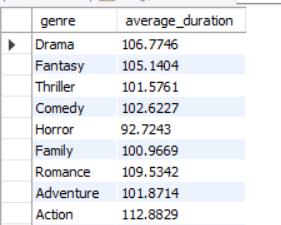 genre average_duration
Drama 106.7746
Fantasy 105.1404
Thriller 101.5761
Comedy 102.6227
Horror 92.7243
Family 100.9669
Romance 109.5342
Adventure 101.8714
Action 112.8829